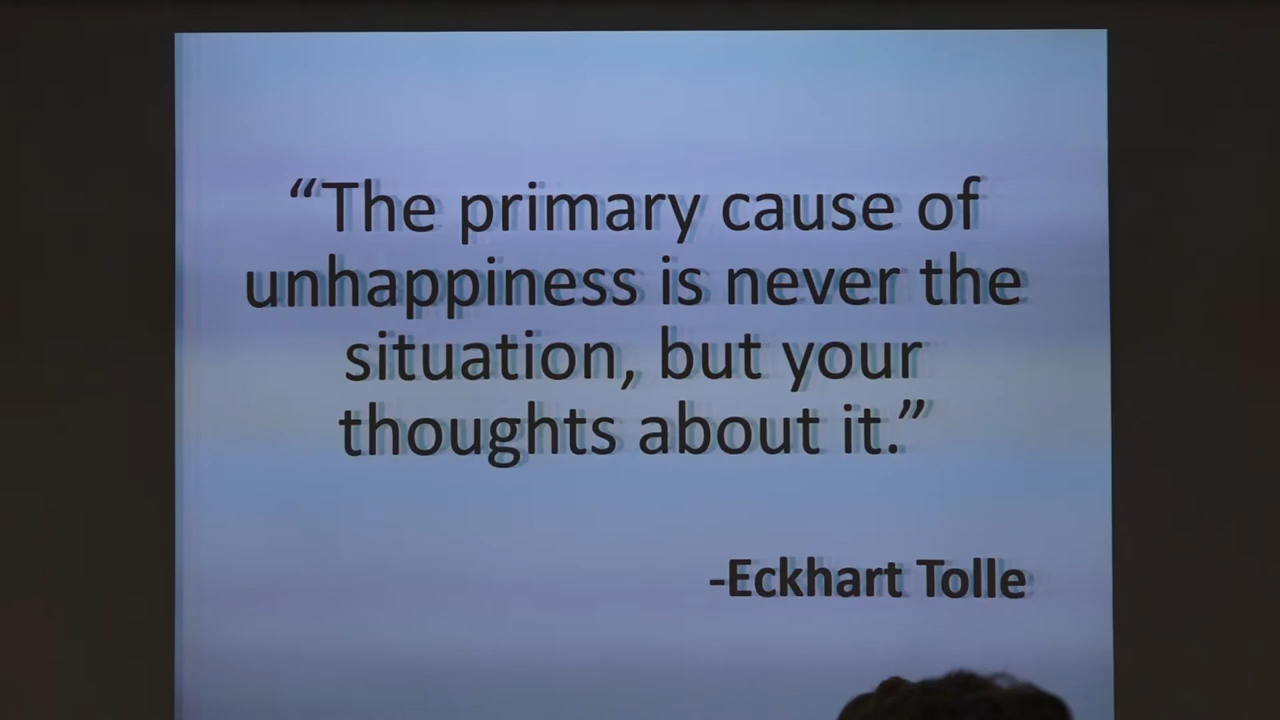 “The primary cause of
unhappiness is never the
situation, but your
thoughts about it.”
-Eckhart Tolle